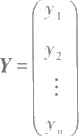 Y = ( y₁
y₂
⋮
yₙ )